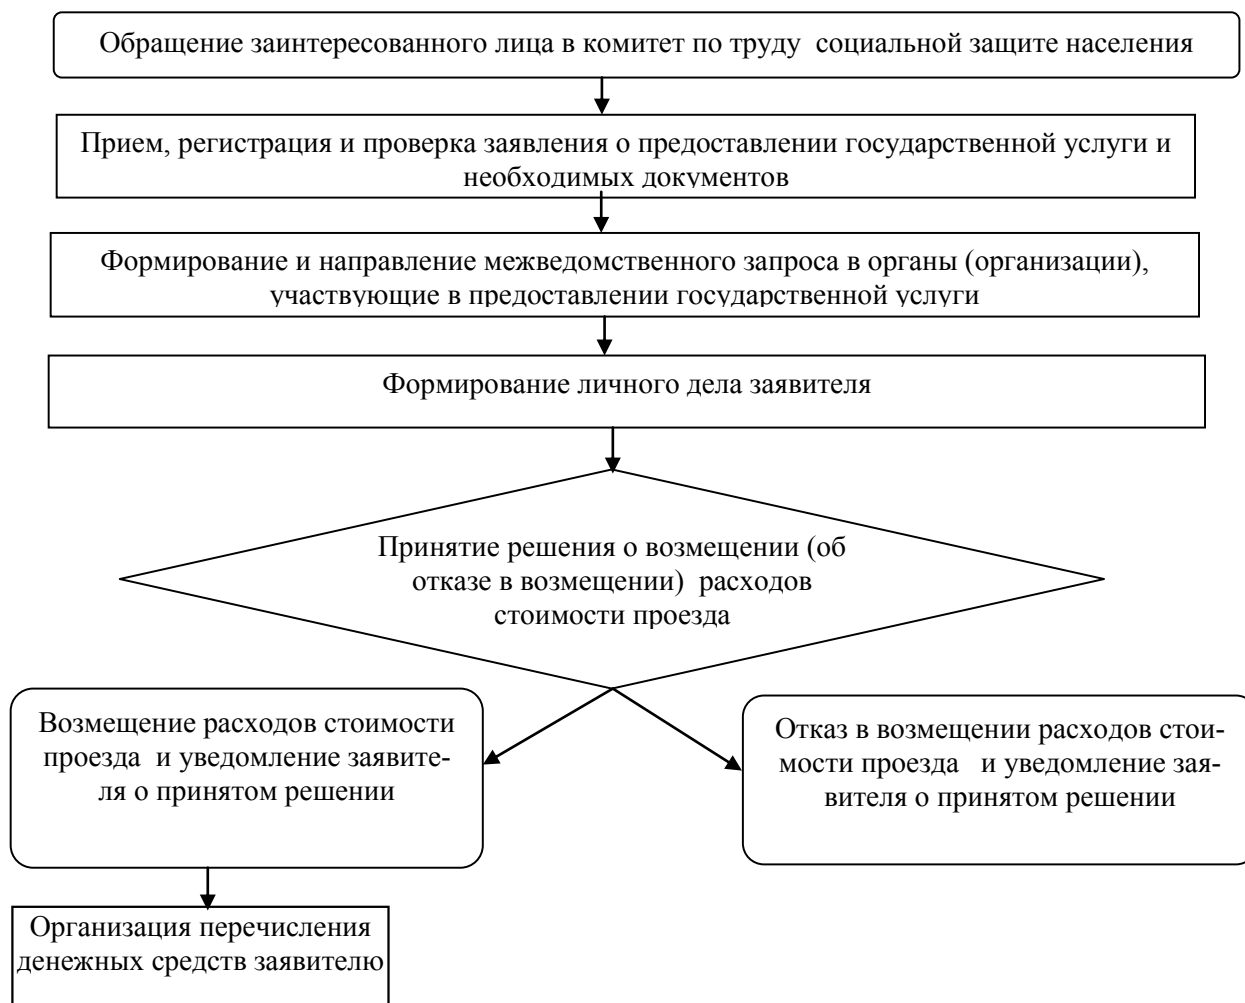 Обращение заинтересованного лица в комитет по труду  социальной защите населения
Прием, регистрация и проверка заявления о предоставлении государственной услуги и
необходимых документов
Формирование и направление межведомственного запроса в органы (организации),
участвующие в предоставлении государственной услуги
Формирование личного дела заявителя
Принятие решения о возмещении (об
отказе в возмещении)  расходов
стоимости проезда
Возмещение расходов стоимости
проезда  и уведомление заявите-
ля о принятом решении
Отказ в возмещении расходов стои-
мости проезда   и уведомление зая-
вителя о принятом решении
Организация перечисления
денежных средств заявителю